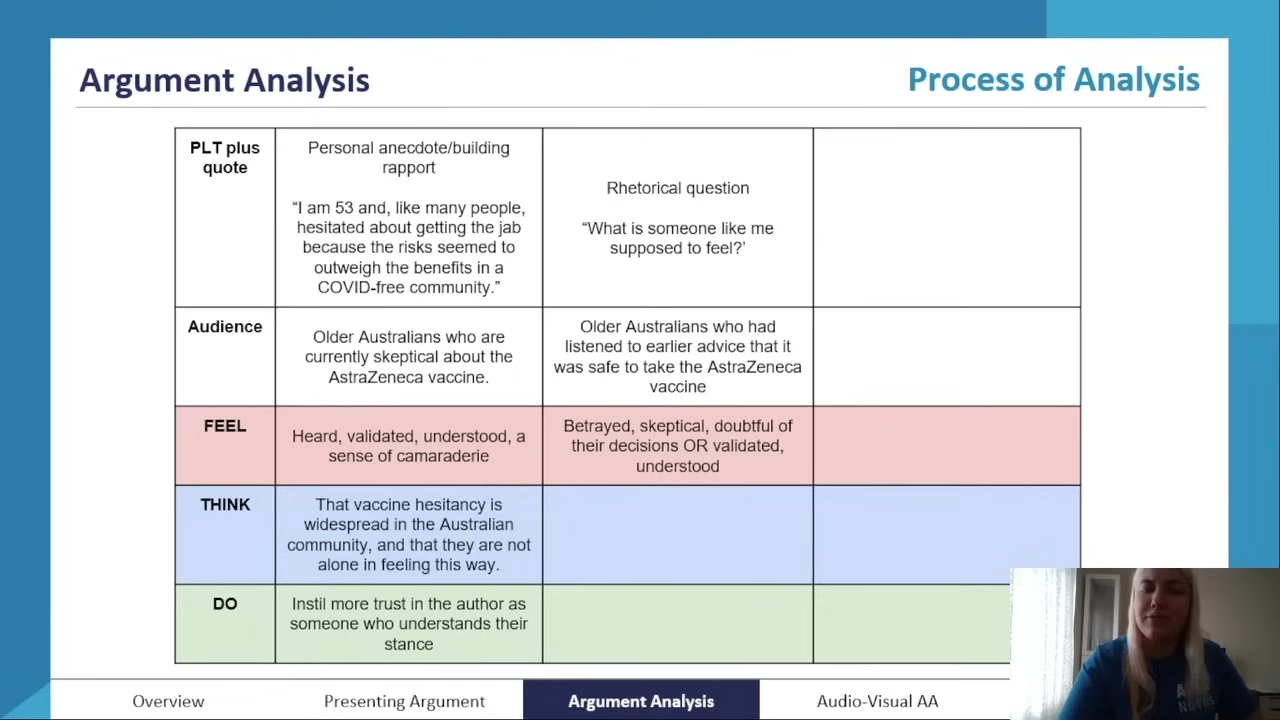 Argument Analysis
Process of Analysis
PLT plus
quote
Personal anecdote/building
rapport
“I am 53 and, like many people,
hesitated about getting the jab
because the risks seemed to
outweigh the benefits in a
COVID-free community.”
Rhetorical question
“What is someone like me
supposed to feel?’
Audience
Older Australians who are
currently skeptical about the
AstraZeneca vaccine.
Older Australians who had
listened to earlier advice that it
was safe to take the AstraZeneca
vaccine
FEEL
Heard, validated, understood, a
sense of camaraderie
Betrayed, skeptical, doubtful of
their decisions OR validated,
understood
THINK
That vaccine hesitancy is
widespread in the Australian
community, and that they are not
alone in feeling this way.
DO
Instil more trust in the author as
someone who understands their
stance
Overview
Presenting Argument
Argument Analysis
Audio-Visual AA